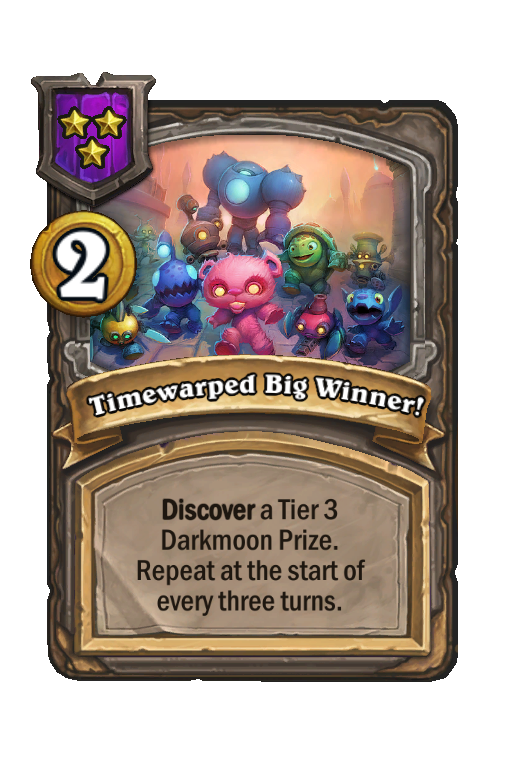 2
Timewarped Big Winner!
Discover a Tier 3
Darkmoon Prize.
Repeat at the start of
every three turns.